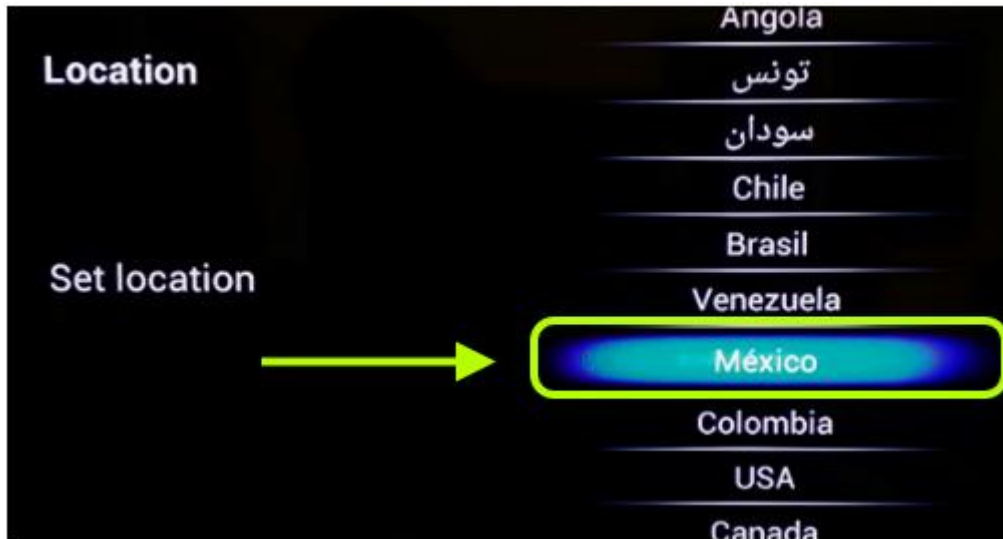 Location
Set location
Angola
تونس
سودان
Chile
Brasil
Venezuela
México
Colombia
USA
Canada